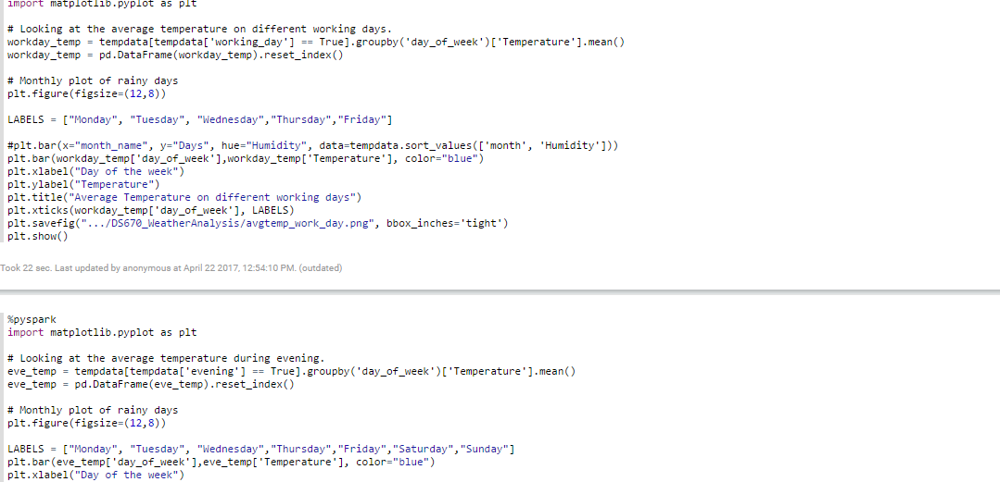 import matplotlib.pyplot as plt
# Looking at the average temperature on different working days.
workday_temp = tempdata[tempdata['working_day'] == True].groupby('day_of_week')['Temperature'].mean()
workday_temp = pd.DataFrame(workday_temp).reset_index()
# Monthly plot of rainy days
plt.figure(figsize=(12,8))
LABELS = ["Monday", "Tuesday", "Wednesday","Thursday","Friday"]
#plt.bar(x="month_name", y="Days", hue="Humidity", data=tempdata.sort_values(['month', 'Humidity']))
plt.bar(workday_temp['day_of_week'],workday_temp['Temperature'], color="blue")
plt.xlabel("Day of the week")
plt.ylabel("Temperature")
plt.title("Average Temperature on different working days")
plt.xticks(workday_temp['day_of_week'], LABELS)
plt.savefig(".../DS670_WeatherAnalysis/avgtemp_work_day.png", bbox_inches='tight')
plt.show()
Took 22 sec. Last updated by anonymous at April 22 2017, 12:54:10 PM. (outdated)
%pyspark
import matplotlib.pyplot as plt
# Looking at the average temperature during evening.
eve_temp = tempdata[tempdata['evening'] == True].groupby('day_of_week')['Temperature'].mean()
eve_temp = pd.DataFrame(eve_temp).reset_index()
# Monthly plot of rainy days
plt.figure(figsize=(12,8))
LABELS = ["Monday", "Tuesday", "Wednesday","Thursday","Friday","Saturday","Sunday"]
plt.bar(eve_temp['day_of_week'],eve_temp['Temperature'], color="blue")
plt.xlabel("Day of the week")